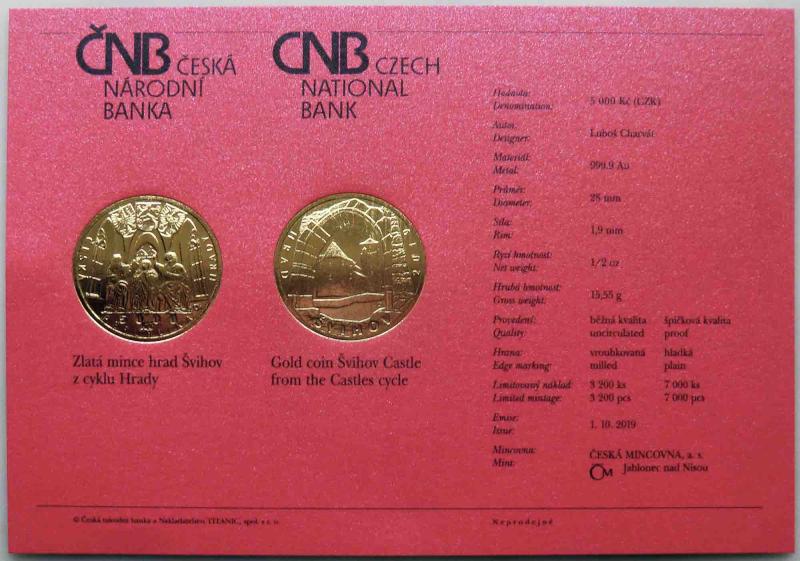 ČNB ČESKÁ
NÁRODNÍ
BANKA
CNB CZECH
NATIONAL
BANK
Zlatá mince hrad Švihov
z cyklu Hrady
Gold coin Švihov Castle
from the Castles cycle
HRAD
ŠVIHOV
2019
5000
Hodnota:
Denomination: 5 000 Kč (CZK)
Autor:
Designer: Luboš Charvát
Materiál:
Metal: 999.9 Au
Průměr:
Diameter: 28 mm
Síla:
Rim: 1,9 mm
Ryzí hmotnost:
Net weight: 1/2 oz
Hrubá hmotnost:
Gross weight: 15,55 g
Provedení: běžná kvalita špičková kvalita
Quality: uncirculated proof
Hrana: vroubkovaná hladká
Edge marking: milled plain
Limitovaný náklad: 3 200 ks 7 000 ks
Limited mintage: 3 200 pcs 7 000 pcs
Emise:
Issue: 1. 10. 2019
Mincovna: ČESKÁ MINCOVNA, a. s.
Mint: ČM Jablonec nad Nisou
© Česká národní banka a Nakladatelství TITANIC, spol. s r. o.
Neprodejné